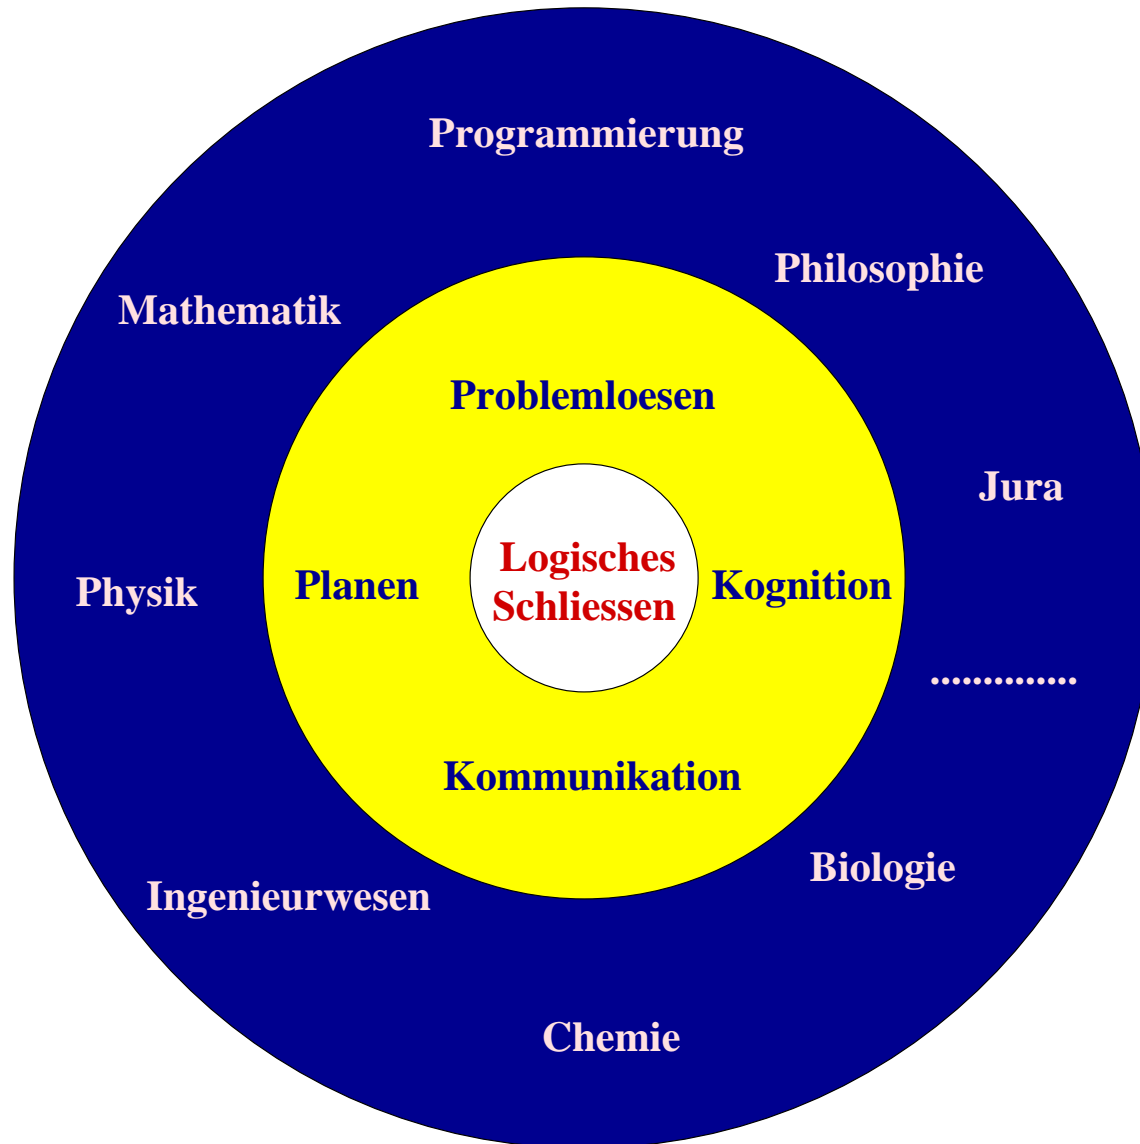 Programmierung
Philosophie
Mathematik
Problemloesen
Jura
Logisches
Schliessen
Physik
Planen
Kognition
..............
Kommunikation
Biologie
Ingenieurwesen
Chemie